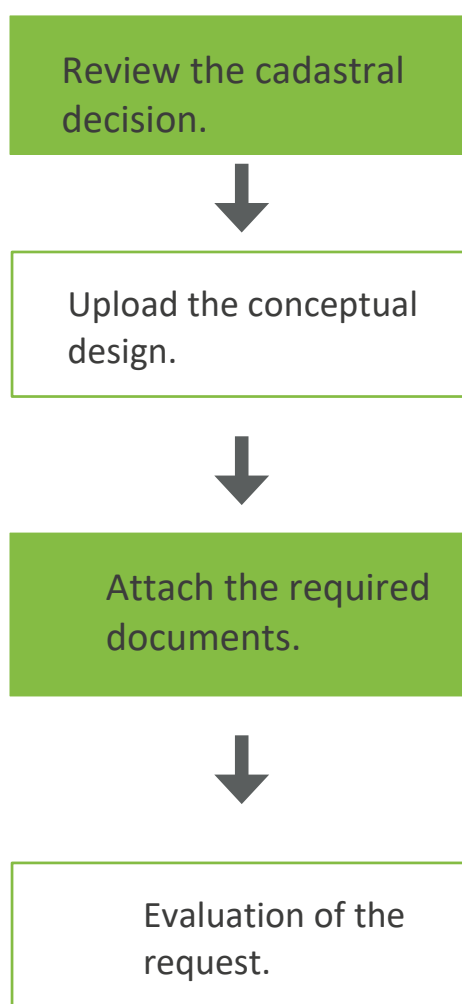 Review the cadastral
decision.
Upload the conceptual
design.
Attach the required
documents.
Evaluation of the
request.